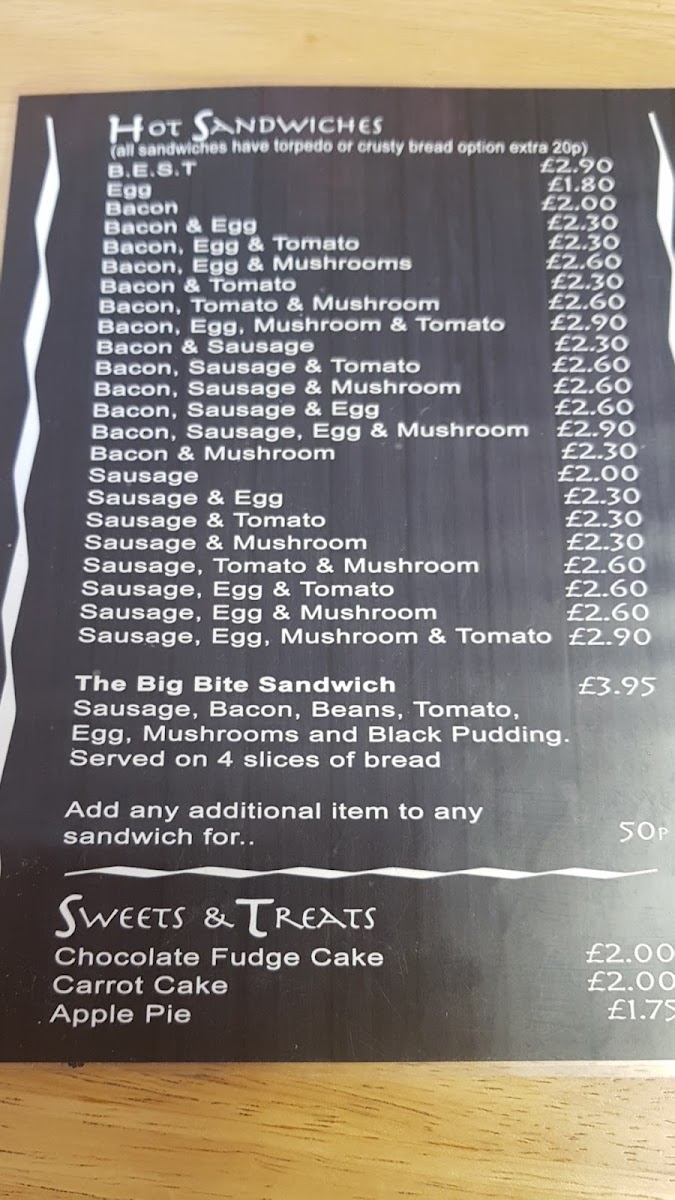 HOT SANDWICHES
(all sandwiches have torpedo or crusty bread option extra 20p)
B.E.S.T £2.90
Egg £1.80
Bacon £2.00
Bacon & Egg £2.30
Bacon, Egg & Tomato £2.30
Bacon, Egg & Mushrooms £2.60
Bacon & Tomato £2.30
Bacon, Tomato & Mushroom £2.60
Bacon, Egg, Mushroom & Tomato £2.90
Bacon & Sausage £2.30
Bacon, Sausage & Tomato £2.60
Bacon, Sausage & Mushroom £2.60
Bacon, Sausage & Egg £2.60
Bacon, Sausage, Egg & Mushroom £2.90
Bacon & Mushroom £2.30
Sausage £2.00
Sausage & Egg £2.30
Sausage & Tomato £2.30
Sausage & Mushroom £2.30
Sausage, Tomato & Mushroom £2.60
Sausage, Egg & Tomato £2.60
Sausage, Egg & Mushroom £2.60
Sausage, Egg, Mushroom & Tomato £2.90
The Big Bite Sandwich £3.95
Sausage, Bacon, Beans, Tomato,
Egg, Mushrooms and Black Pudding.
Served on 4 slices of bread
Add any additional item to any
sandwich for.. 50P
SWEETS & TREATS
Chocolate Fudge Cake £2.00
Carrot Cake £2.00
Apple Pie £1.75